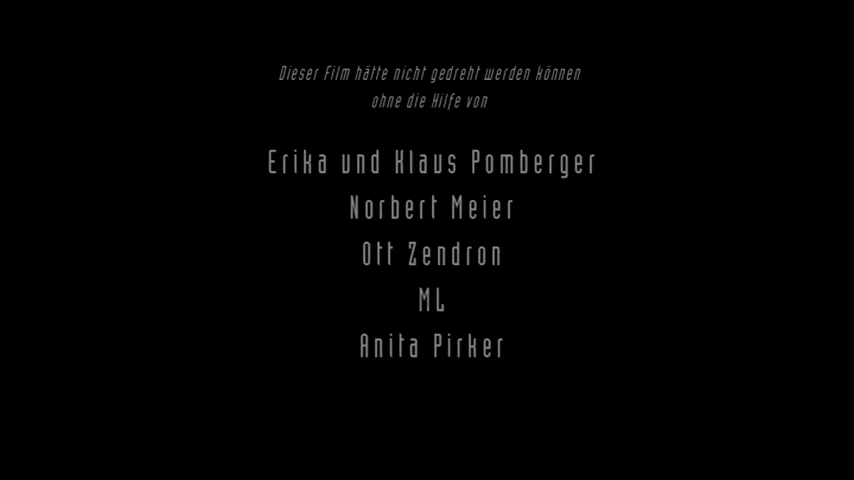 Dieser Film hätte nicht gedreht werden können
ohne die Hilfe von
Erika und Klaus Pomberger
Norbert Meier
Ott Zendron
ML
Anita Pirker